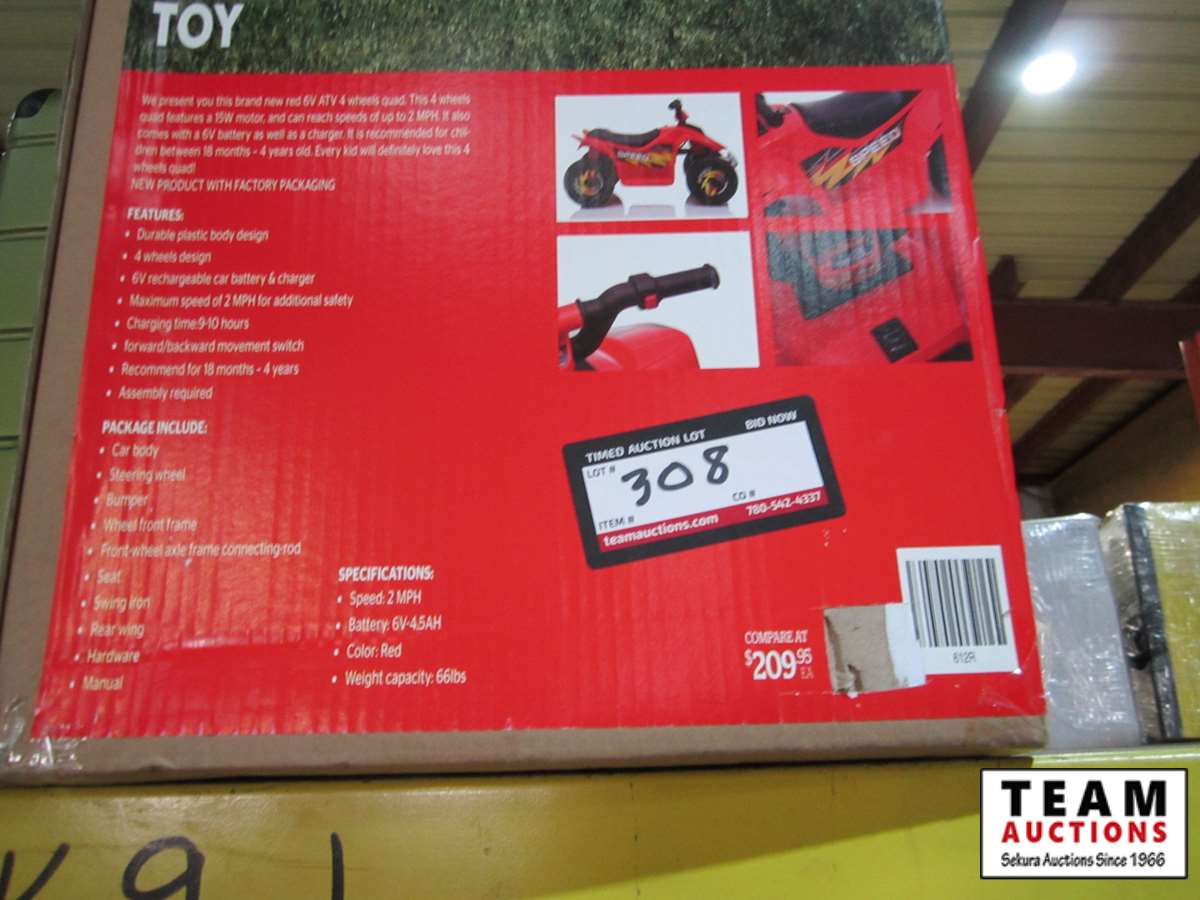 TOY
We present you this brand new red 6V ATV 4 wheels quad. This 4 wheels
quad features a 15W motor, and can reach speeds of up to 2 MPH. It also
comes with a 6V battery as well as a charger. It is recommended for chil-
dren between 18 months - 4 years old. Every kid will definitely love this 4
wheels quad!
NEW PRODUCT WITH FACTORY PACKAGING
FEATURES:
• Durable plastic body design
• 4 wheels design
• 6V rechargeable car battery & charger
• Maximum speed of 2 MPH for additional safety
• Charging time:9-10 hours
• forward/backward movement switch
• Recommend for 18 months - 4 years
• Assembly required
PACKAGE INCLUDE:
• Car body
• Steering wheel
• Bumper
• Wheel front frame
• Front-wheel axle frame connecting-rod
• Seat
• Swing iron
• Rear wing
• Hardware
• Manual
SPECIFICATIONS:
• Speed: 2 MPH
• Battery: 6V-4.5AH
• Color: Red
• Weight capacity: 66lbs
SPEED
SPEED
TIMED AUCTION LOT BID NOW
LOT # 308
ITEM # CO #
teamauctions.com 780-542-4337
COMPARE AT
$209.95 EA
612R
91
TEAM
AUCTIONS
Sekura Auctions Since 1966